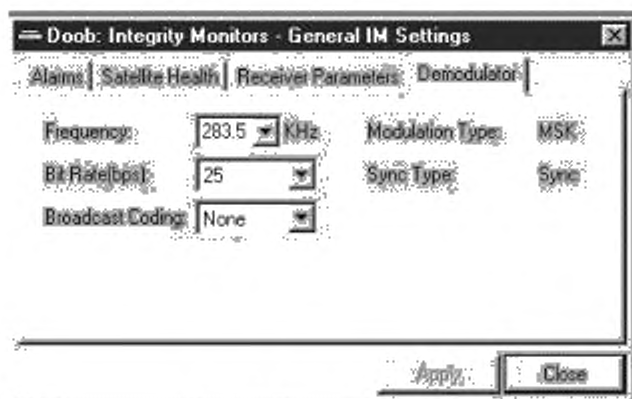 Doob: Integrity Monitors - General IM Settings
Alarms Satellite Health Receiver Parameters Demodulator
Frequency: 283.5 KHz Modulation Type: MSK
Bit Rate(bps): 25 Sync Type: Sync
Broadcast Coding: None
Apply Close